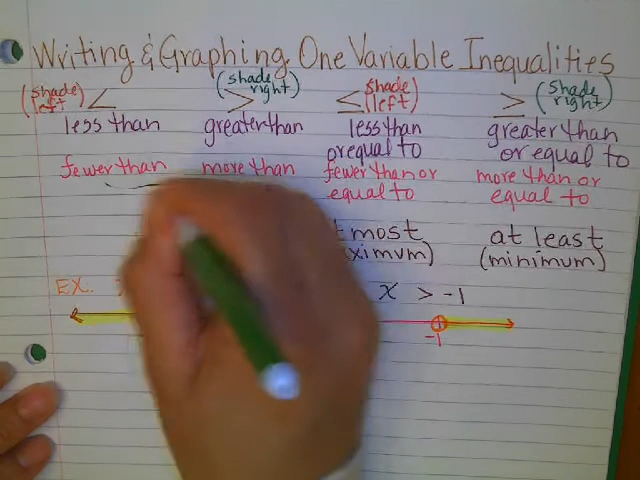 Writing & Graphing One Variable Inequalities
(shade left) < (shade right) > ≤ (shade left) ≥ (shade right)
less than greater than less than or equal to greater than or equal to
fewer than more than fewer than or equal to more than or equal to
most (ximum) at least (minimum)
EX. x > -1
-1